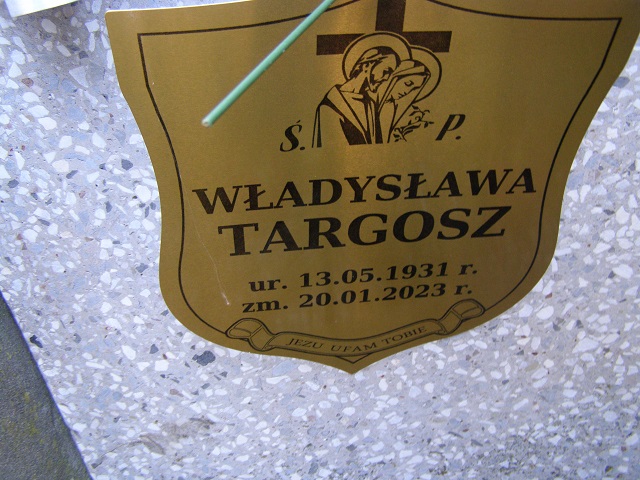 Ś. P.
WŁADYSŁAWA
TARGOSZ
ur. 13.05.1931 r.
zm. 20.01.2023 r.
JEZU UFAM TOBIE